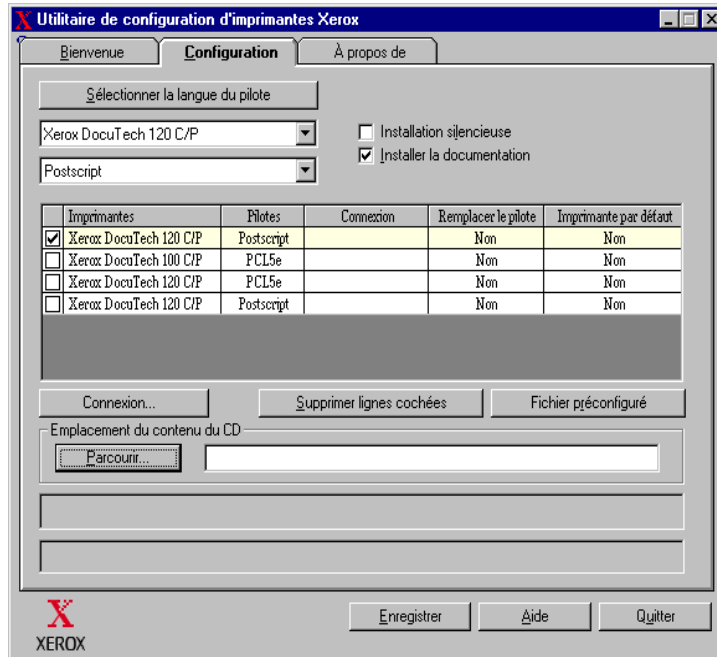 Utilitaire de configuration d'imprimantes Xerox
Bienvenue Configuration À propos de
Sélectionner la langue du pilote
Xerox DocuTech 120 C/P
Installation silencieuse
Installer la documentation
Postscript
Imprimantes Pilotes Connexion Remplacer le pilote Imprimante par défaut
Xerox DocuTech 120 C/P Postscript Non Non
Xerox DocuTech 100 C/P PCL5e Non Non
Xerox DocuTech 120 C/P PCL5e Non Non
Xerox DocuTech 120 C/P Postscript Non Non
Connexion... Supprimer lignes cochées Fichier préconfiguré
Emplacement du contenu du CD
Parcourir...
Enregistrer Aide Quitter
X
XEROX